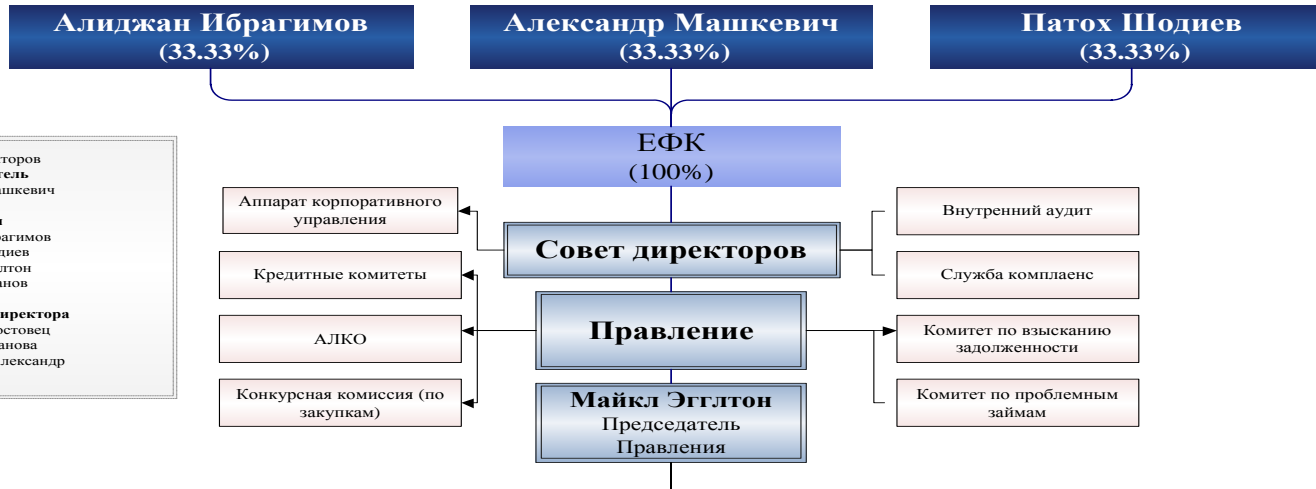 Алиджан Ибрагимов
(33.33%)
Александр Машкевич
(33.33%)
Патох Шодиев
(33.33%)
ЕФК
(100%)
Аппарат корпоративного
управления
Внутренний аудит
Совет директоров
Кредитные комитеты
Служба комплаенс
Правление
АЛКО
Комитет по взысканию
задолженности
Конкурсная комиссия (по
закупкам)
Майкл Эгглтон
Председатель
Правления
Комитет по проблемным
займам